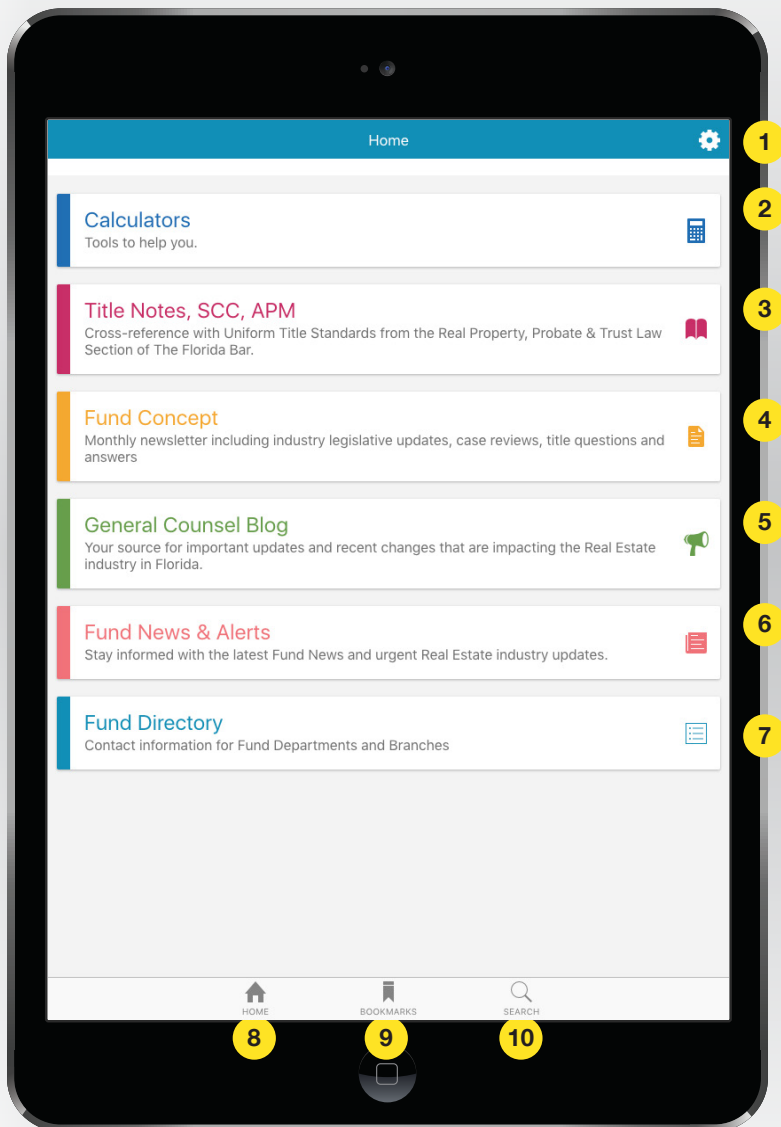 Home
1
Calculators
Tools to help you.
2
Title Notes, SCC, APM
Cross-reference with Uniform Title Standards from the Real Property, Probate & Trust Law
Section of The Florida Bar.
3
Fund Concept
Monthly newsletter including industry legislative updates, case reviews, title questions and
answers
4
General Counsel Blog
Your source for important updates and recent changes that are impacting the Real Estate
industry in Florida.
5
Fund News & Alerts
Stay informed with the latest Fund News and urgent Real Estate industry updates.
6
Fund Directory
Contact information for Fund Departments and Branches
7
HOME BOOKMARKS SEARCH
8 9 10